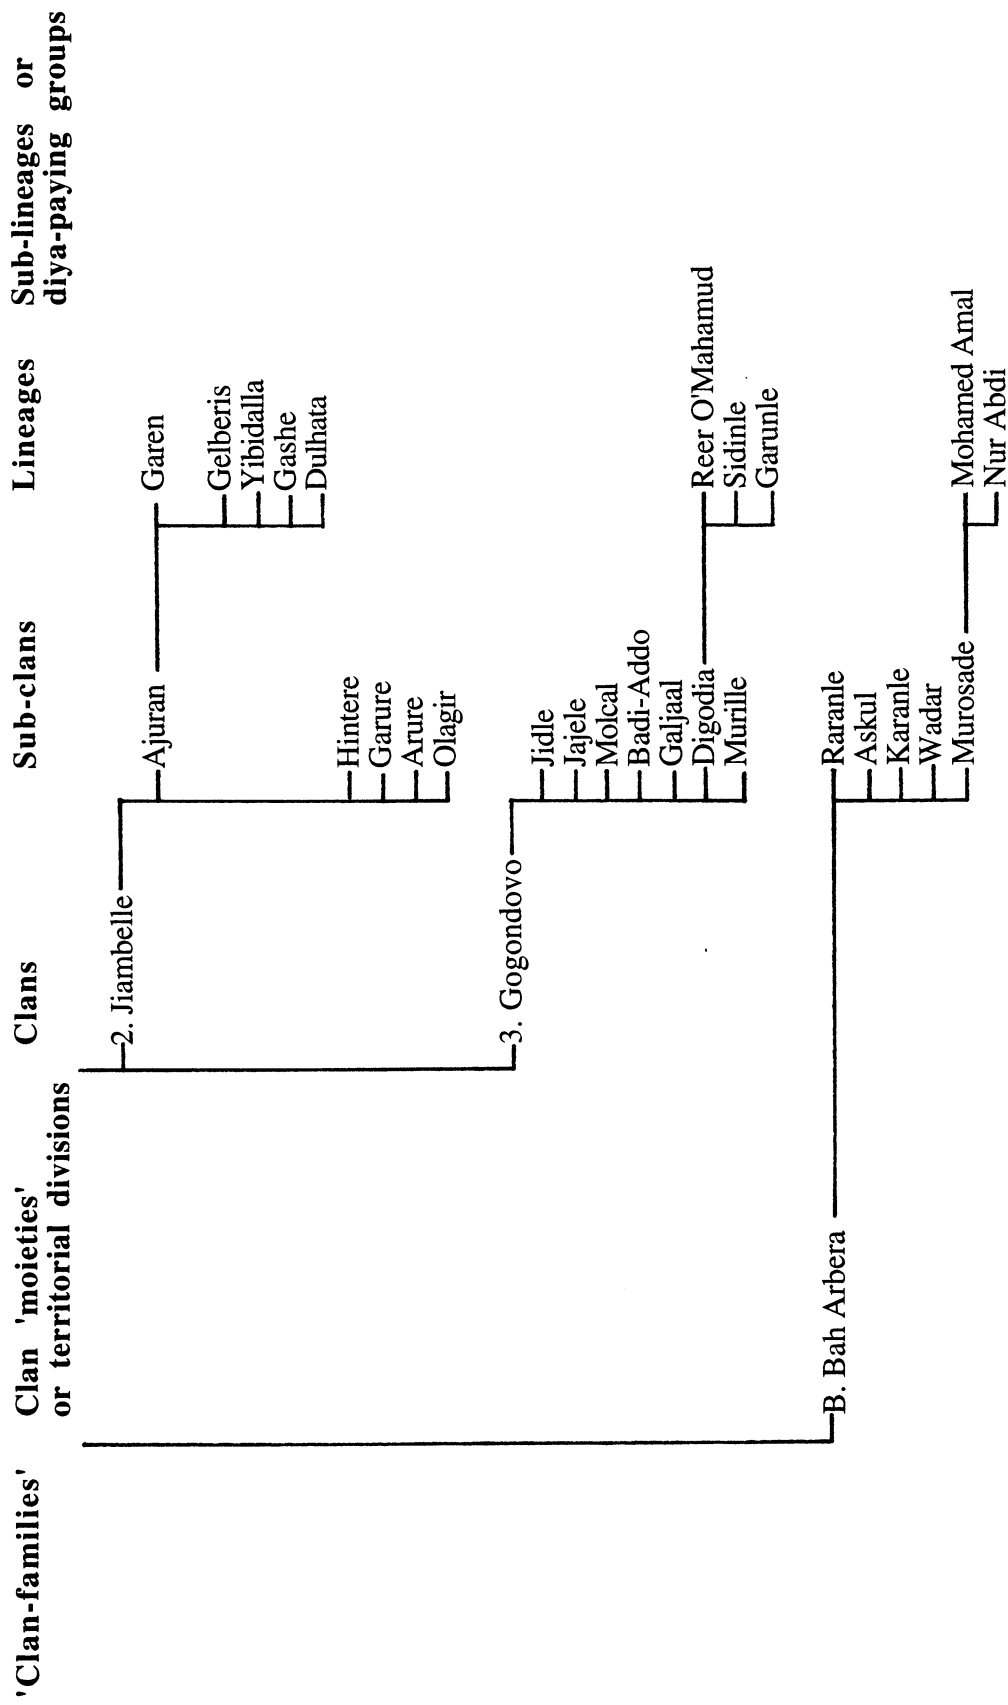 'Clan-families'
Clan 'moieties'
or territorial divisions
Clans
Sub-clans
Lineages
Sub-lineages or
diya-paying groups
2. Jiambelle
Ajuran
Garen
Gelberis
Yibidalla
Gashe
Dulhata
Hintere
Garure
Arure
Olagir
3. Gogondovo
Jidle
Jajele
Molcal
Badi-Addo
Galjaal
Digodia
Reer O'Mahamud
Sidinle
Garunle
Murille
B. Bah Arbera
Raranle
Askul
Karanle
Wadar
Murosade
Mohamed Amal
Nur Abdi